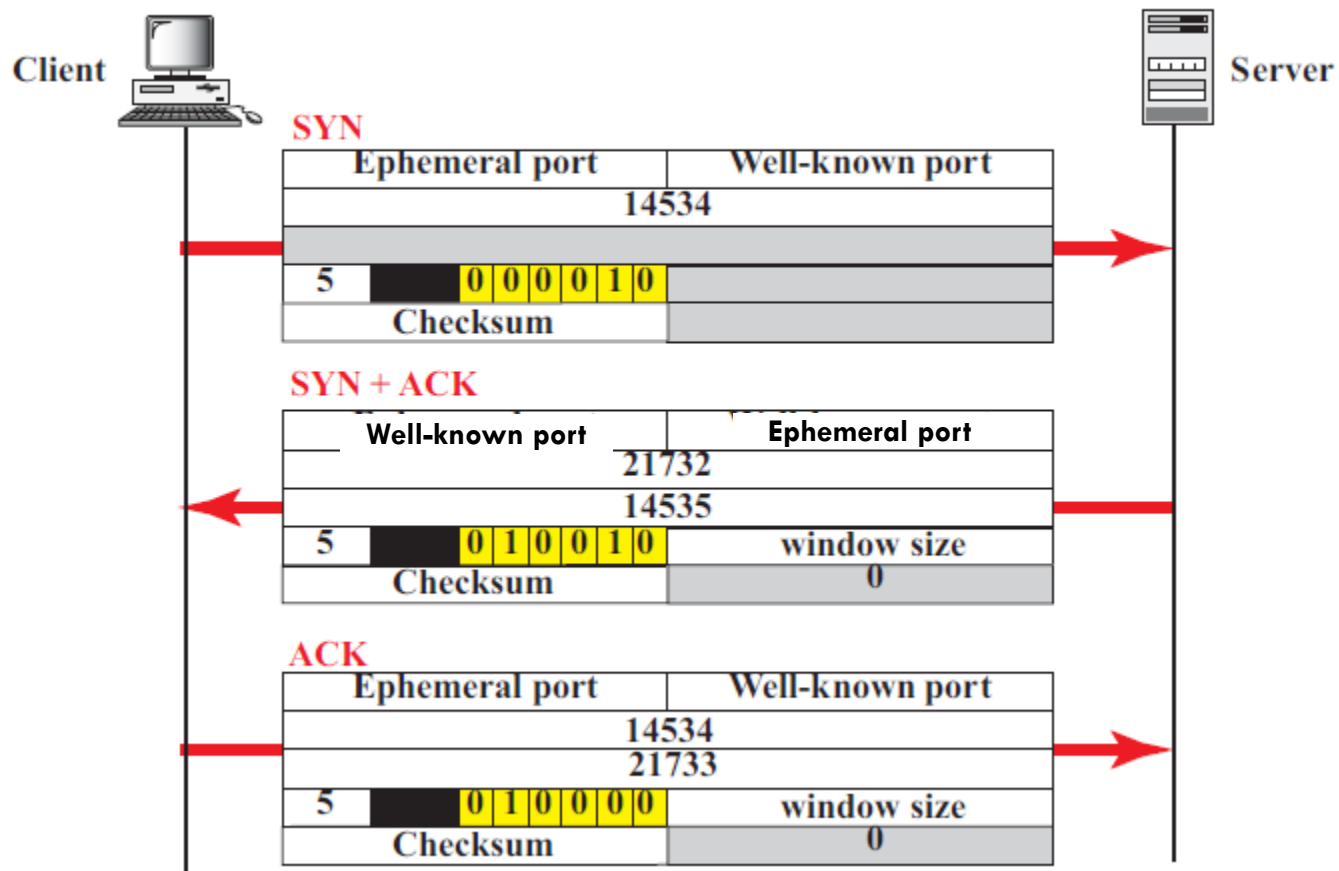 Client
Server
SYN
Ephemeral port Well-known port
14534
5 0 0 0 0 1 0
Checksum
SYN + ACK
Well-known port Ephemeral port
21732
14535
5 0 1 0 0 1 0 window size
Checksum 0
ACK
Ephemeral port Well-known port
14534
21733
5 0 1 0 0 0 0 window size
Checksum 0